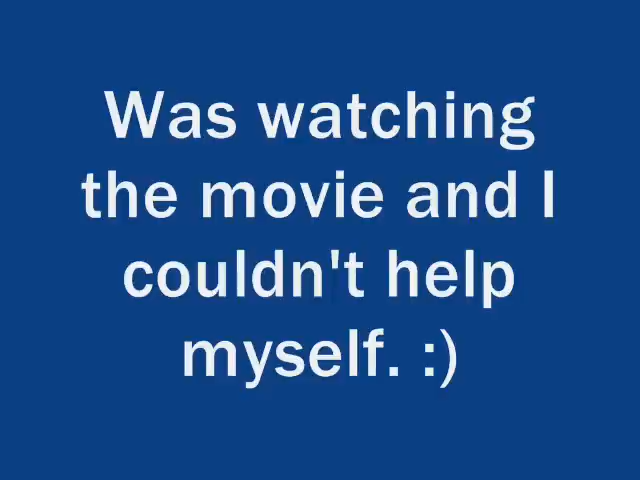 Was watching
the movie and I
couldn't help
myself. :)